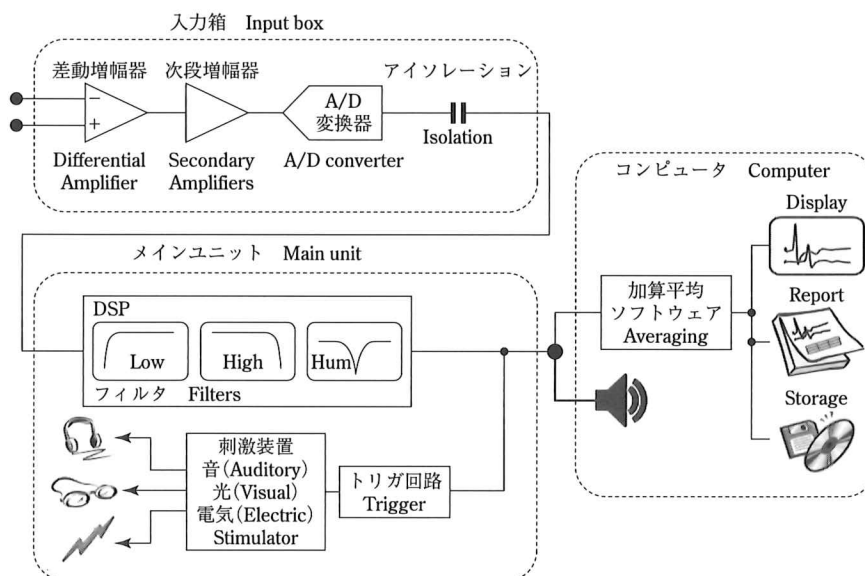 入力箱 Input box
差動増幅器
次段増幅器
アイソレーション
−
+
A/D
変換器
Isolation
Differential
Amplifier
Secondary
Amplifiers
A/D converter
コンピュータ Computer
Display
加算平均
ソフトウェア
Averaging
Report
Storage
メインユニット Main unit
DSP
Low
High
Hum
フィルタ Filters
刺激装置
音(Auditory)
光(Visual)
電気(Electric)
Stimulator
トリガ回路
Trigger